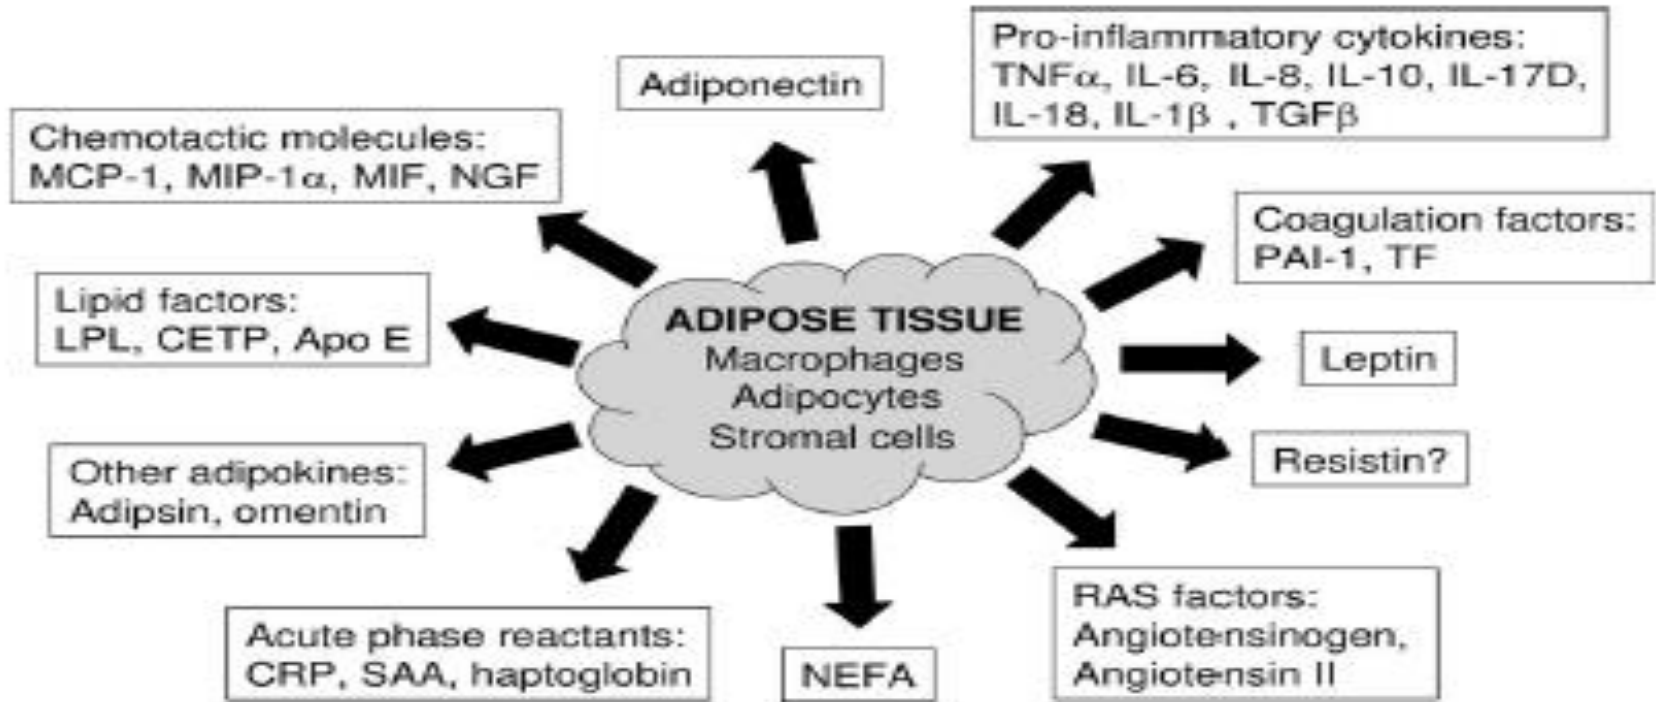 Adiponectin
Pro-inflammatory cytokines:
TNFα, IL-6, IL-8, IL-10, IL-17D,
IL-18, IL-1β , TGFβ
Chemotactic molecules:
MCP-1, MIP-1α, MIF, NGF
Coagulation factors:
PAI-1, TF
Lipid factors:
LPL, CETP, Apo E
ADIPOSE TISSUE
Macrophages
Adipocytes
Stromal cells
Leptin
Other adipokines:
Adipsin, omentin
Resistin?
Acute phase reactants:
CRP, SAA, haptoglobin
NEFA
RAS factors:
Angiotensinogen,
Angiotensin II